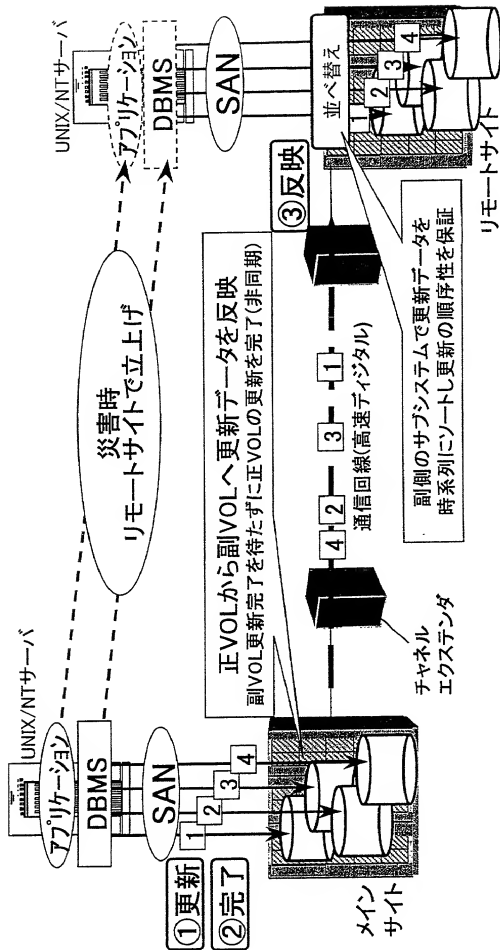 UNIX/NTサーバ
アプリケーション
DBMS
SAN
1
2
3
4
①更新
②完了
メイン
サイト
災害時
リモートサイトで立上げ
正VOLから副VOLへ更新データを反映
副VOL更新完了を待たずに正VOLの更新を完了(非同期)
チャネル
エクステンダ
4
2
3
1
通信回線(高速ディジタル)
③反映
副側のサブシステムで更新データを
時系列にソートし更新の順序性を保証
UNIX/NTサーバ
アプリケーション
DBMS
SAN
並べ替え
1
2
3
4
リモートサイト